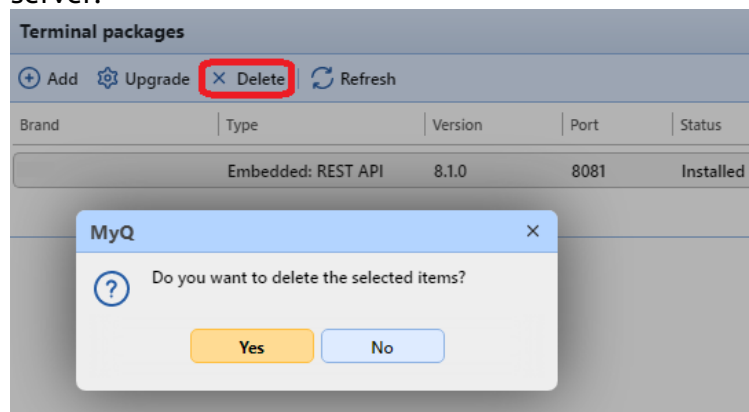 server.
Terminal packages
Add Upgrade Delete Refresh
Brand Type Version Port Status
Embedded: REST API 8.1.0 8081 Installed
MyQ
Do you want to delete the selected items?
Yes No